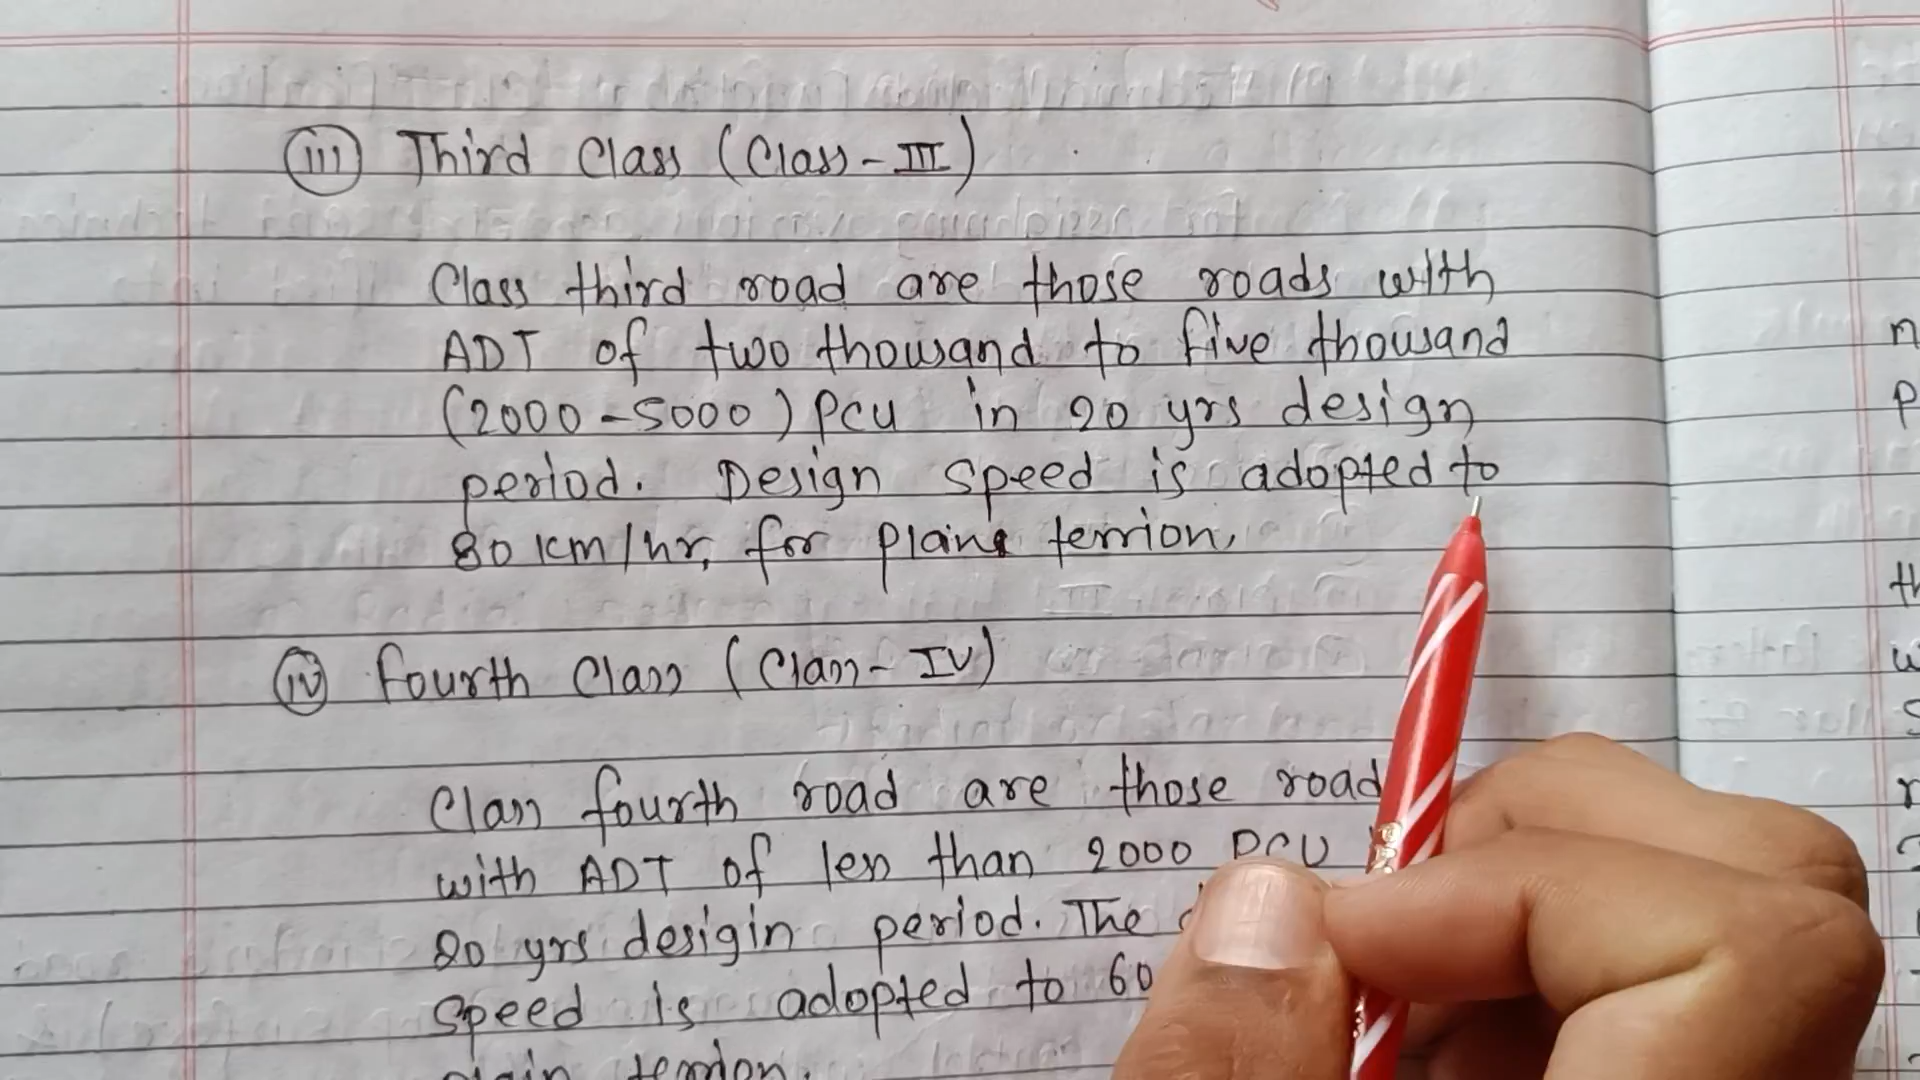 (iii) Third Class (Class-III)
Class third road are those roads with
ADT of two thousand to five thousand
(2000-5000) PCU in 20 yrs design
period. Design speed is adopted to
80 km/hr. for plain terrion.
(iv) Fourth Class (Class-IV)
Class fourth road are those road
with ADT of less than 2000 PCU
20 yrs desigin period. The
speed is adopted to 60
plain terrion.